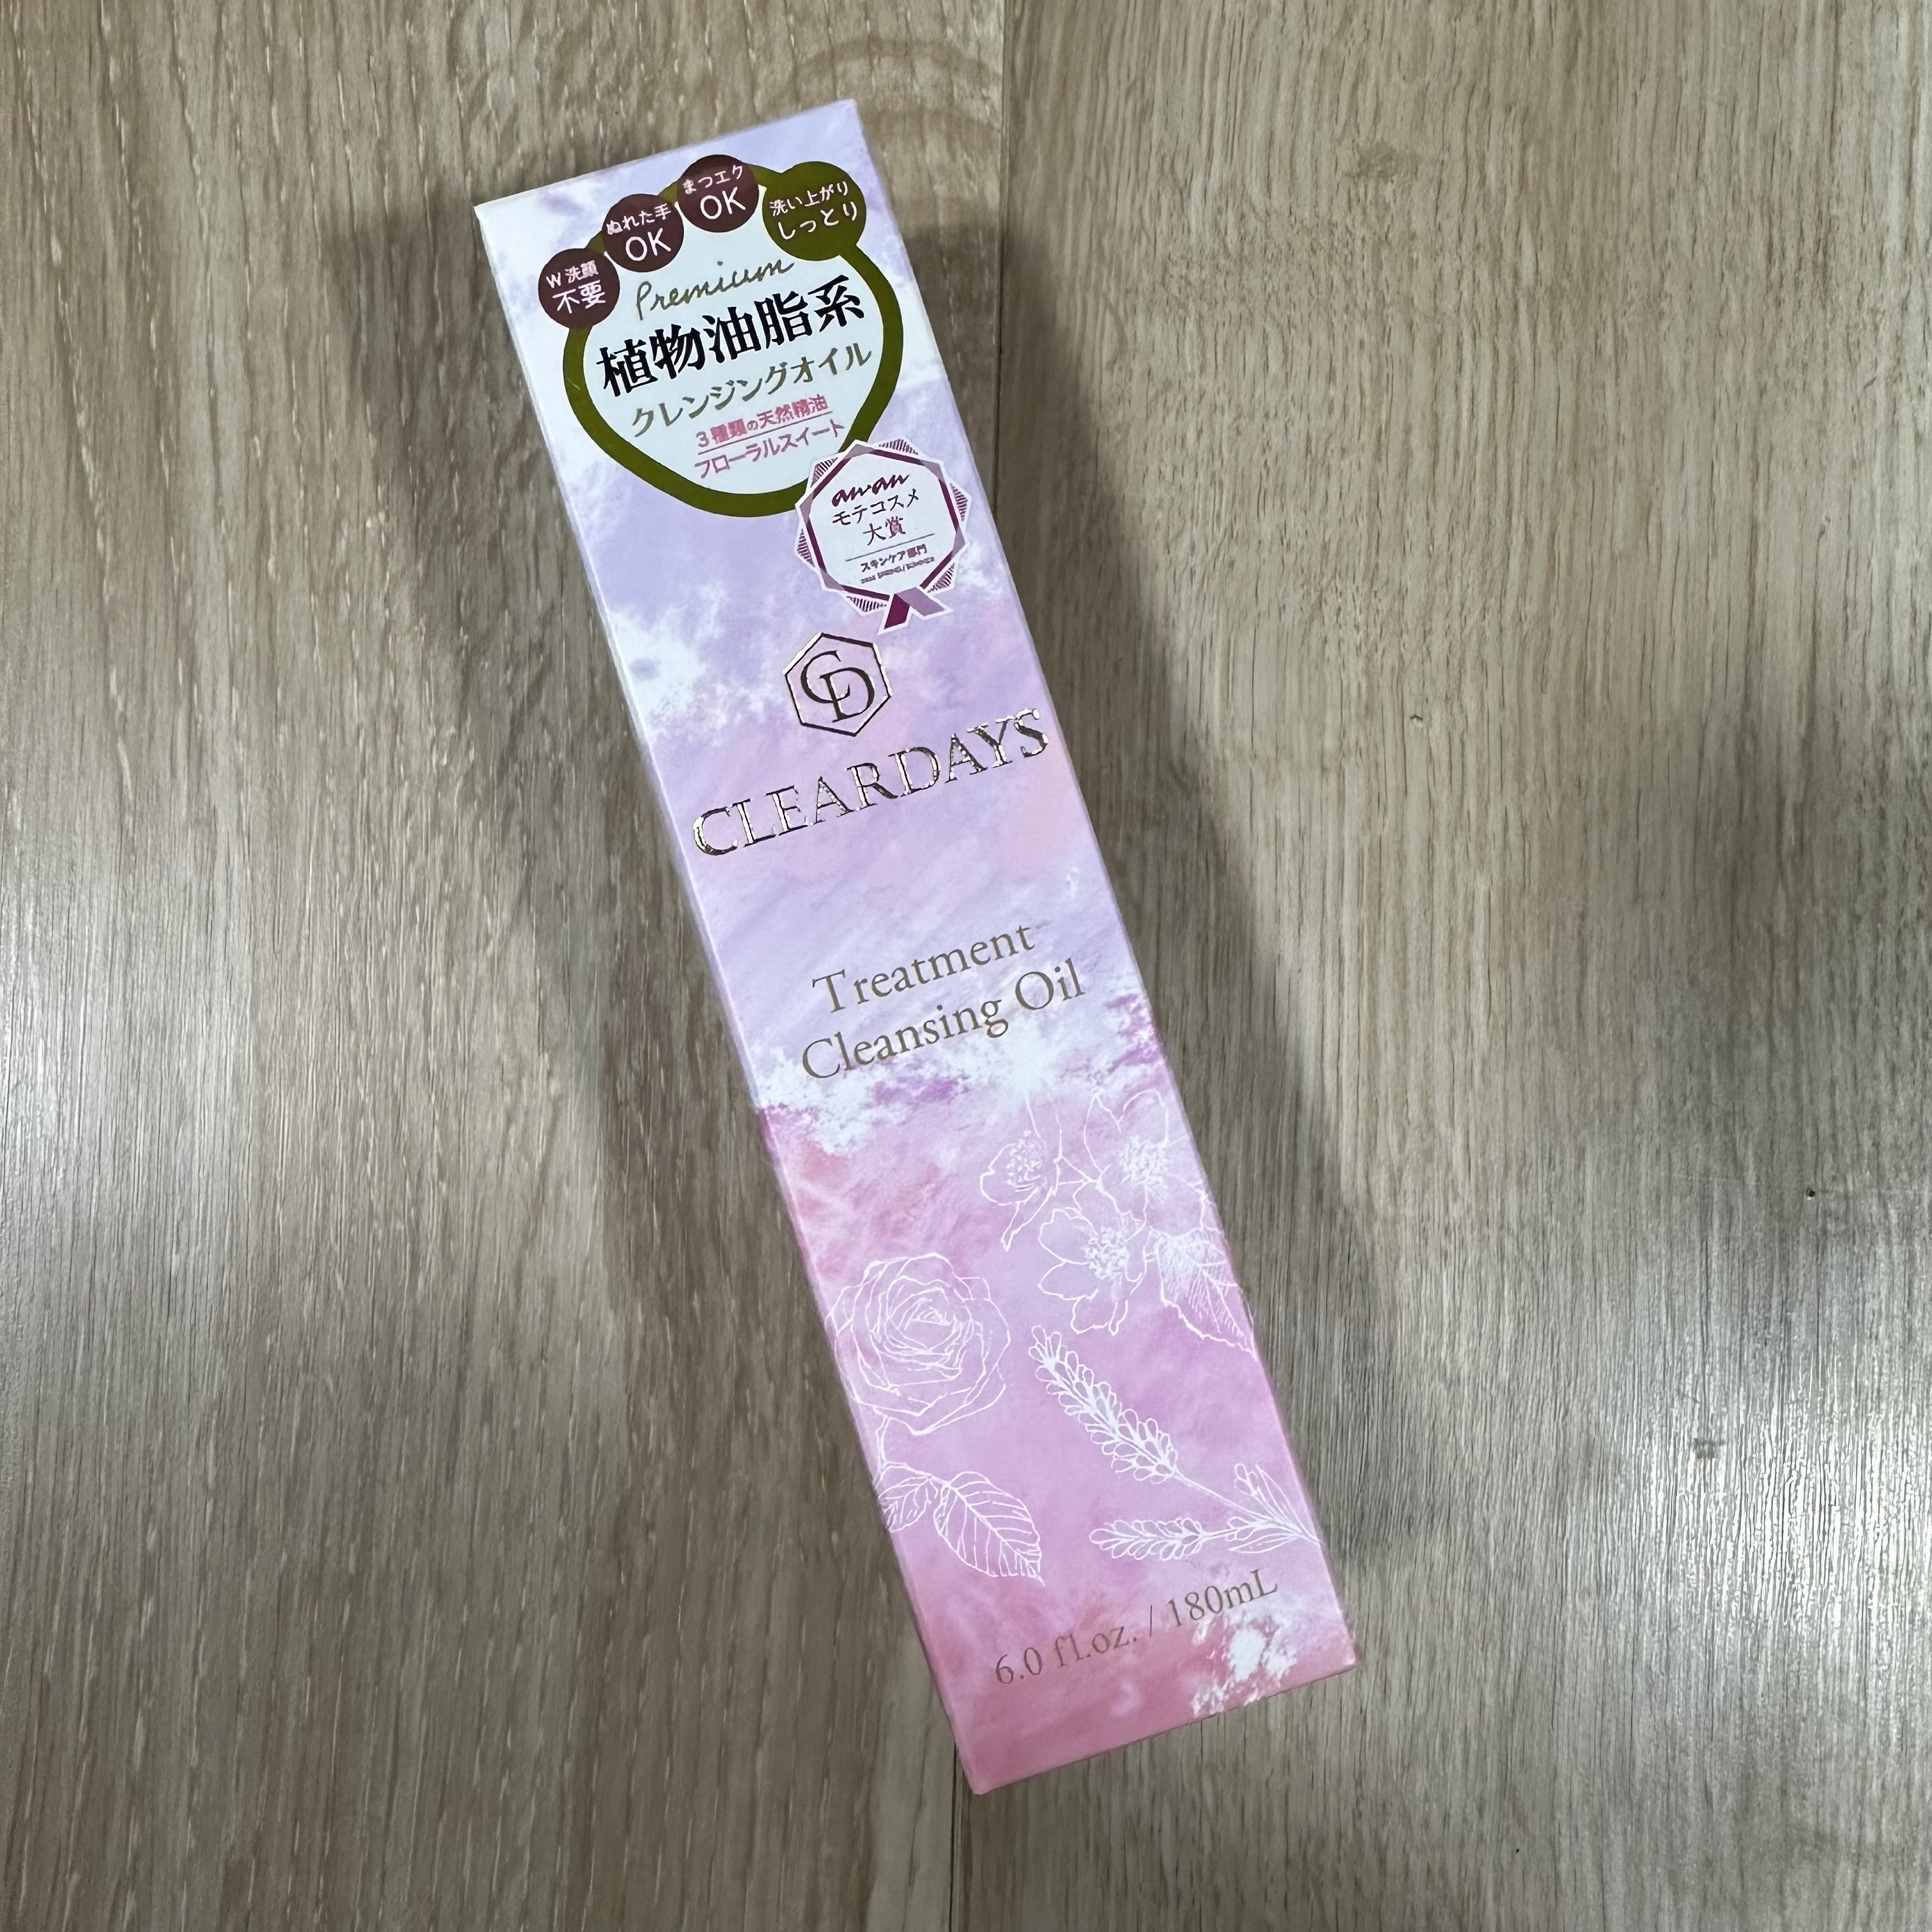 W洗顔
不要
ぬれた手
OK
まつエク
OK
洗い上がり
しっとり
Premium
植物油脂系
クレンジングオイル
3種類の天然精油
フローラルスイート
anan
モテコスメ
大賞
スキンケア部門
CD
CLEARDAYS
Treatment
Cleansing Oil
6.0 fl.oz. / 180mL